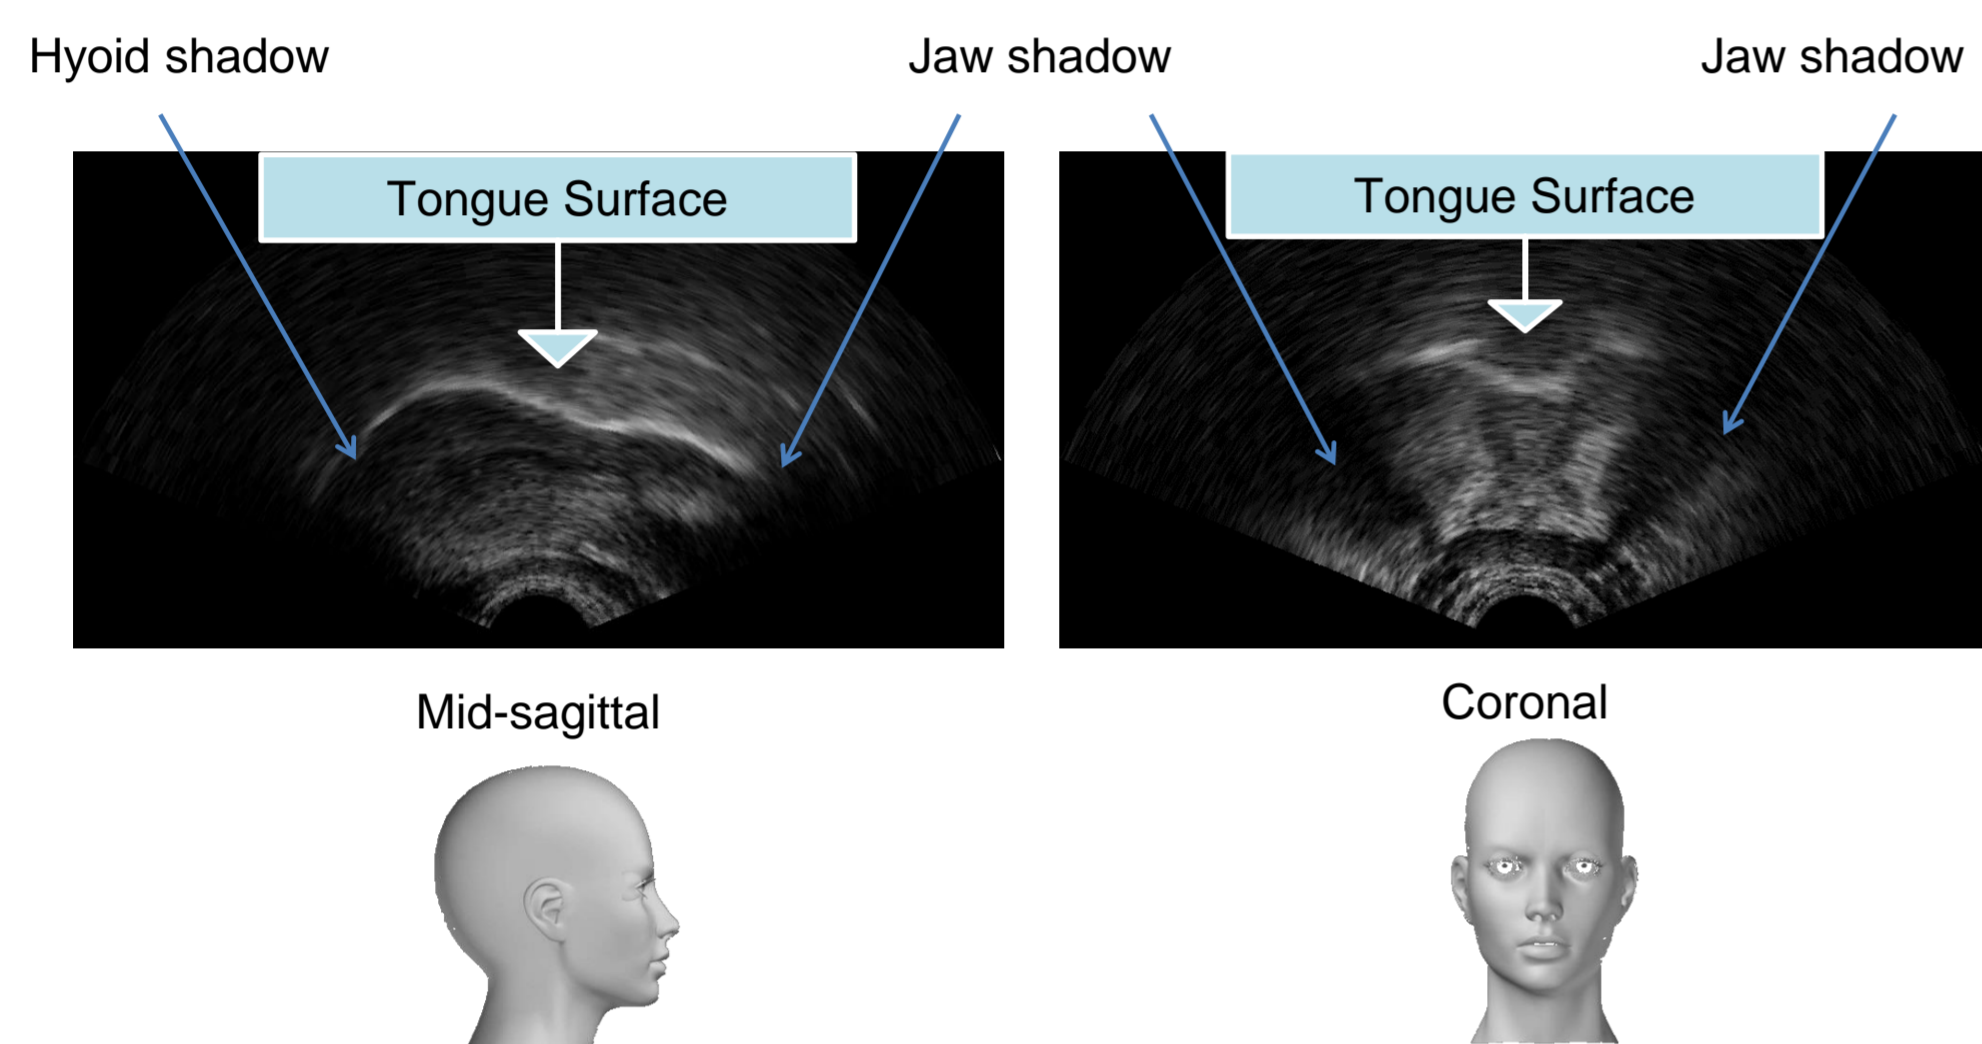 Hyoid shadow
Jaw shadow
Jaw shadow
Tongue Surface
Tongue Surface
Mid-sagittal
Coronal